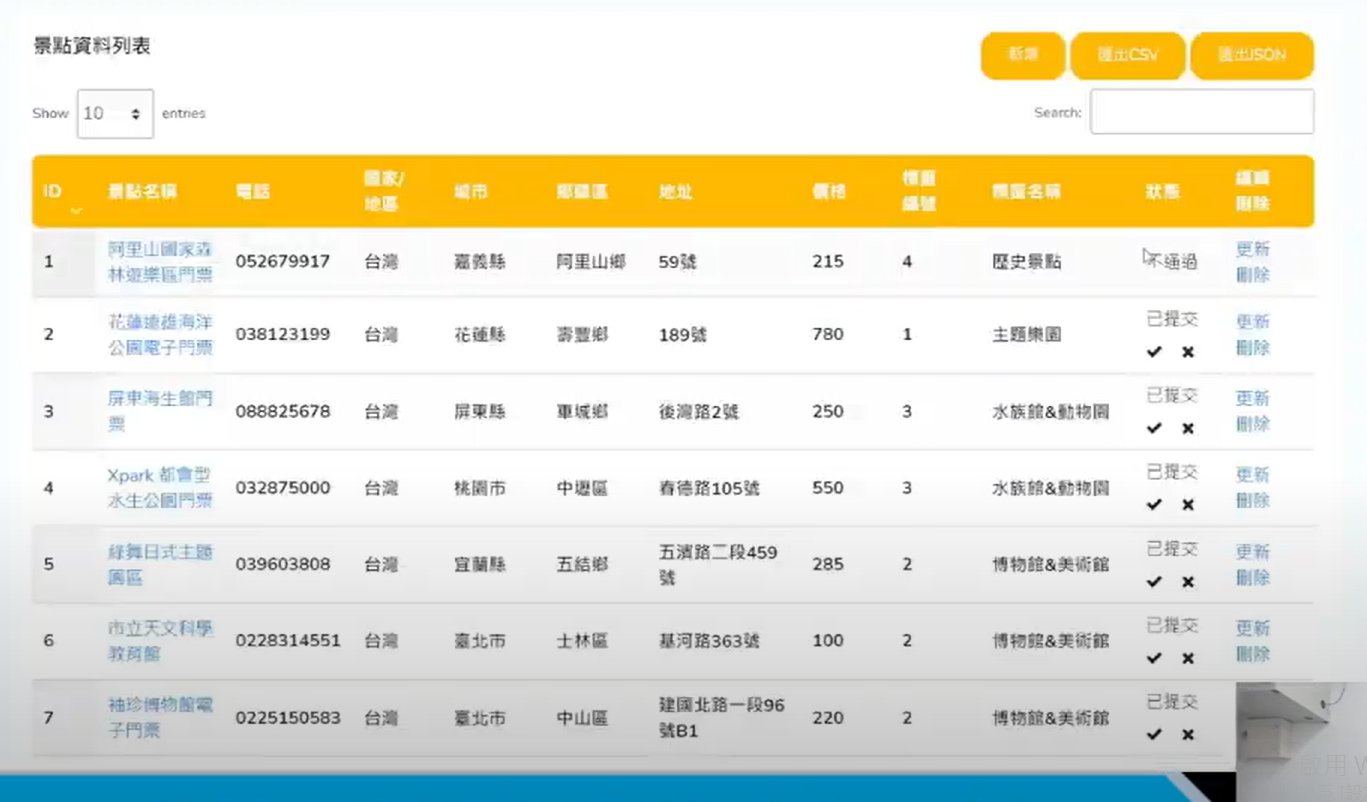 景點資料列表
新增 匯出CSV 匯出JSON
Show 10 entries Search:
ID 景點名稱 電話 國家/地區 城市 鄉鎮區 地址 價格 標籤編號 標籤名稱 狀態 編輯刪除
1 阿里山國家森林遊樂區門票 052679917 台灣 嘉義縣 阿里山鄉 59號 215 4 歷史景點 不通過 更新 刪除
2 花蓮遠雄海洋公園電子門票 038123199 台灣 花蓮縣 壽豐鄉 189號 780 1 主題樂園 已提交 ✔ ✖ 更新 刪除
3 屏東海生館門票 088825678 台灣 屏東縣 車城鄉 後灣路2號 250 3 水族館&動物園 已提交 ✔ ✖ 更新 刪除
4 Xpark 都會型水生公園門票 032875000 台灣 桃園市 中壢區 春德路105號 550 3 水族館&動物園 已提交 ✔ ✖ 更新 刪除
5 綠舞日式主題園區 039603808 台灣 宜蘭縣 五結鄉 五濱路二段459號 285 2 博物館&美術館 已提交 ✔ ✖ 更新 刪除
6 市立天文科學教育館 0228314551 台灣 臺北市 士林區 基河路363號 100 2 博物館&美術館 已提交 ✔ ✖ 更新 刪除
7 袖珍博物館電子門票 0225150583 台灣 臺北市 中山區 建國北路一段96號B1 220 2 博物館&美術館 已提交 ✔ ✖
啟用 W